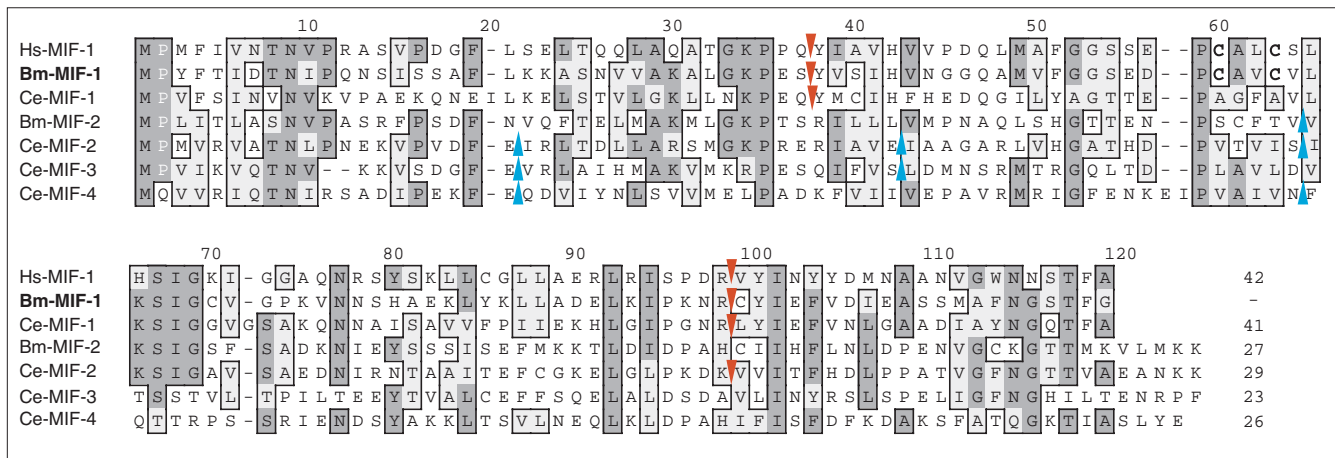 10 20 30 40 50 60
Hs-MIF-1 MPMFIVNTNVPRASVPDGF-LSELTQQLAQATGKPPQYIAVHVVPDQLMAFGGSSE--PCALCSL
Bm-MIF-1 MPYFTIDTNIPQNSISSAF-LKKASNVVAKALGKPESYVSIHVNGGQAMVFGGSED--PCAVCVL
Ce-MIF-1 MPVFSINVNVKVPAEKQNEILKELSTVLGKLLNKPEQYMCIHFHEDQGILYAGTTE--PAGFAVL
Bm-MIF-2 MPLITLASNVPASRFPSDF-NVQFTELMAKMLGKPTSRILLLVMPNAQLSHGTTEN--PSCFTVV
Ce-MIF-2 MPMVRVATNLPNEKVPVDF-EIRLTDLLARSMGKPRERIAVEIAAGARLVHGATHD--PVTVISI
Ce-MIF-3 MPVIKVQTNV--KKVSDGF-EVRLAIHMAKVMKRPESQIFVSLDMNSRMTRGQLTD--PLAVLDV
Ce-MIF-4 MQVVRIQTNIRSADIPEKF-EQDVIYNLSVVMELPADKFVIIVEPAVRMRIGFENKEIPVAIVNF
70 80 90 100 110 120
Hs-MIF-1 HSIGKI-GGAQNRSYSKLLCGLLAERLRISPDRVYINYYDMNAANVGWNNSTFA 42
Bm-MIF-1 KSIGCV-GPKVNNSHAEKLYKLLADELKIPKNRCYIEFVDIEASSMAFNGSTFG -
Ce-MIF-1 KSIGGVGSAKQNNAISAVVFPIIEKHLGIPGNRLYIEFVNLGAADIAYNGQTFA 41
Bm-MIF-2 KSIGSF-SADKNIEYSSSISEFMKKTLDIDPAHCIIHFLNLDPENVGCKGTTMKVLMKK 27
Ce-MIF-2 KSIGAV-SAEDNIRNTAAITEFCGKELGLPKDKVVITFHDLPPATVGFNGTTVAEANKK 29
Ce-MIF-3 TSSTVL-TPILTEEYTVALCEFFSQELALDSDAVLINYRSLSPELIGFNGHILTENRPF 23
Ce-MIF-4 QTTRPS-SRIENDSYAKKLTSVLNEQLKLDPAHIFISFDFKDAKSFATQGKTIASLYE 26